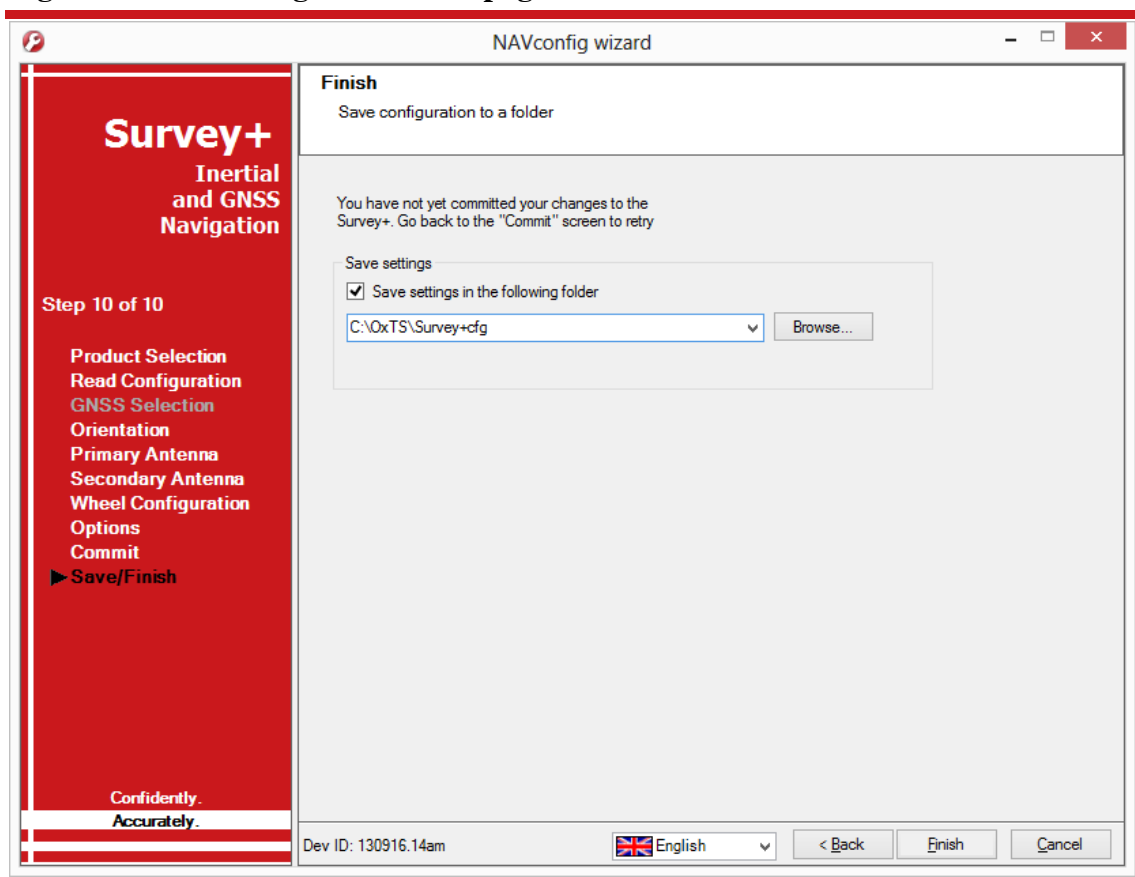 NAVconfig wizard
Survey+
Inertial
and GNSS
Navigation
Step 10 of 10
Product Selection
Read Configuration
GNSS Selection
Orientation
Primary Antenna
Secondary Antenna
Wheel Configuration
Options
Commit
Save/Finish
Confidently.
Accurately.
Finish
Save configuration to a folder
You have not yet committed your changes to the
Survey+. Go back to the "Commit" screen to retry
Save settings
Save settings in the following folder
C:\OxTS\Survey+cfg
Browse...
Dev ID: 130916.14am
English
< Back
Finish
Cancel